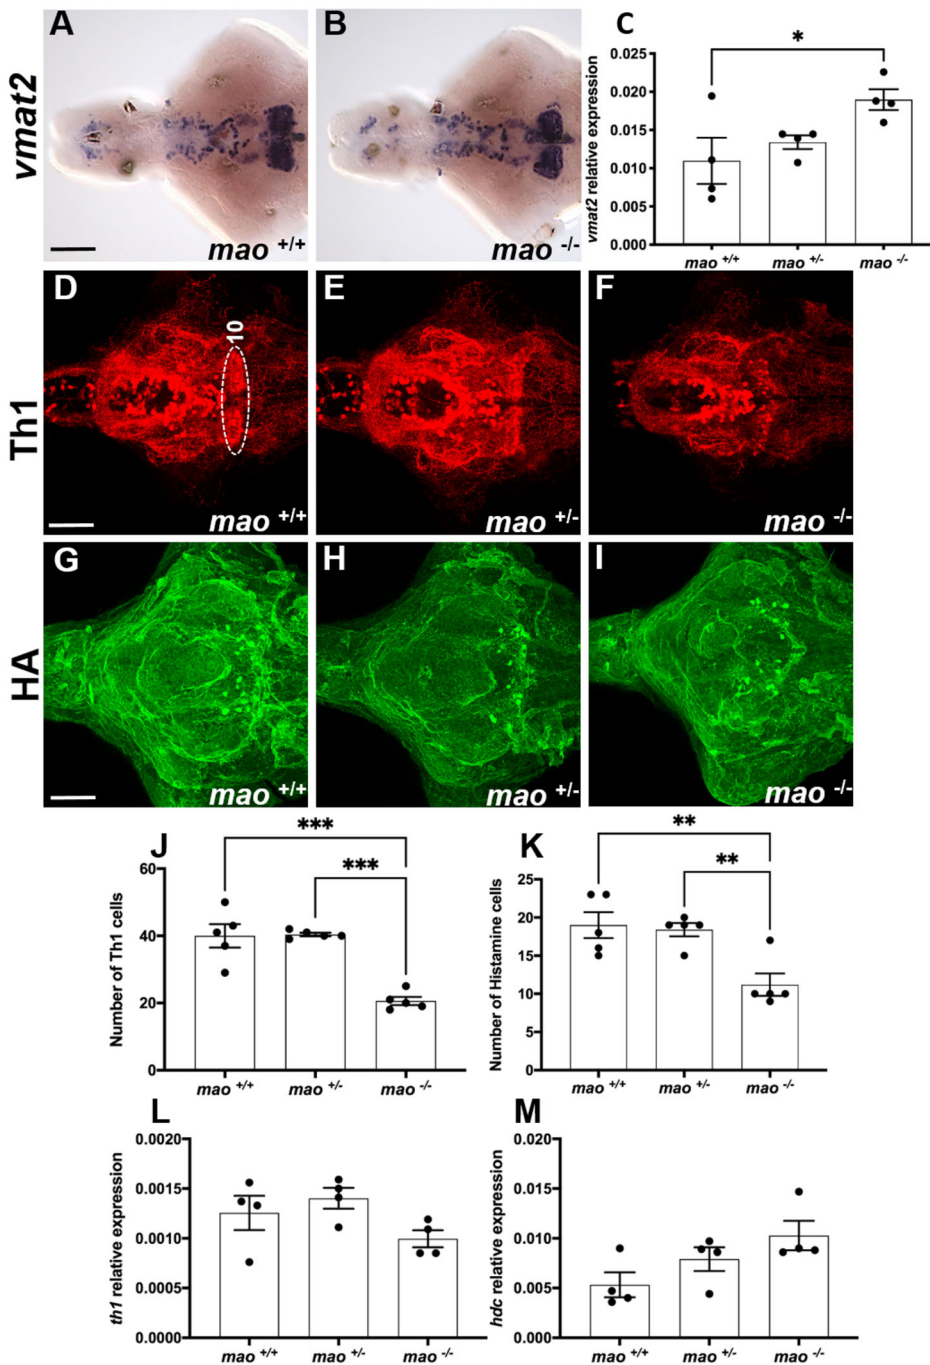 A
B
C
vmat2
mao +/+
mao -/-
*
vmat2 relative expression
0.025
0.020
0.015
0.010
0.005
0.000
mao +/+
mao +/-
mao -/-
D
E
F
Th1
10
mao +/+
mao +/-
mao -/-
G
H
I
HA
mao +/+
mao +/-
mao -/-
J
***
***
Number of Th1 cells
60
40
20
0
mao +/+
mao +/-
mao -/-
K
**
**
Number of Histamine cells
25
20
15
10
5
0
mao +/+
mao +/-
mao -/-
L
th1 relative expression
0.0020
0.0015
0.0010
0.0005
0.0000
mao +/+
mao +/-
mao -/-
M
hdc relative expression
0.020
0.015
0.010
0.005
0.000
mao +/+
mao +/-
mao -/-